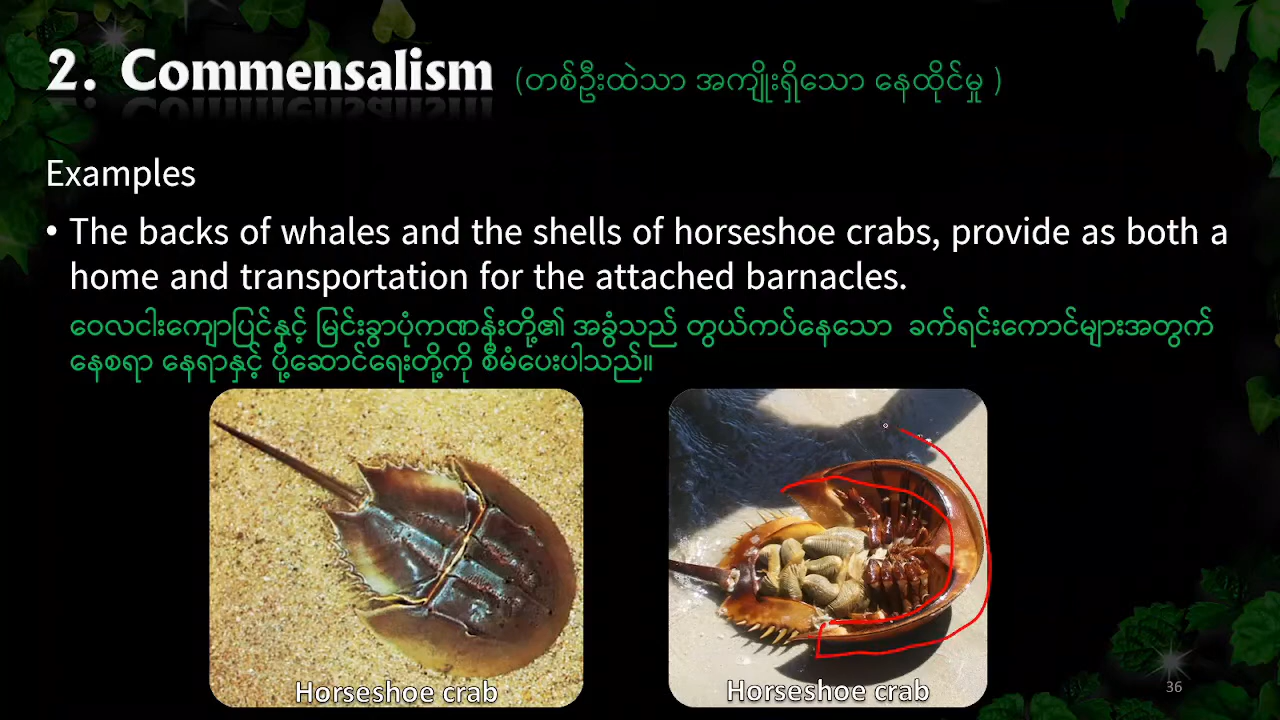 2. Commensalism (တစ်ဦးထဲသာ အကျိုးရှိသော နေထိုင်မှု )
Examples
• The backs of whales and the shells of horseshoe crabs, provide as both a
home and transportation for the attached barnacles.
ဝေလငါးကျောပြင်နှင့် မြင်းခွာပုံကဏန်းတို့၏ အခွံသည် တွယ်ကပ်နေသော ခက်ရင်းကောင်များအတွက်
နေစရာ နေရာနှင့် ပို့ဆောင်ရေးတို့ကို စီမံပေးပါသည်။
Horseshoe crab
Horseshoe crab
36